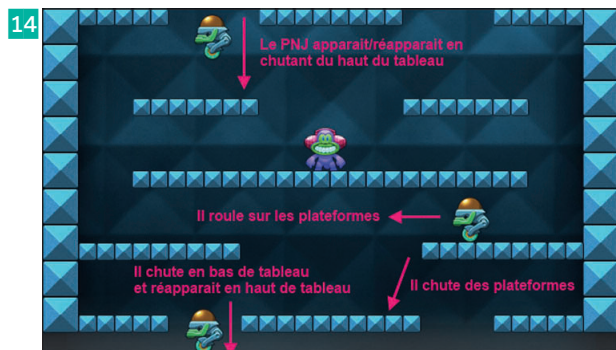 14
Le PNJ apparait/réapparait en
chutant du haut du tableau
Il roule sur les plateformes
Il chute en bas de tableau
et réapparait en haut de tableau
Il chute des plateformes